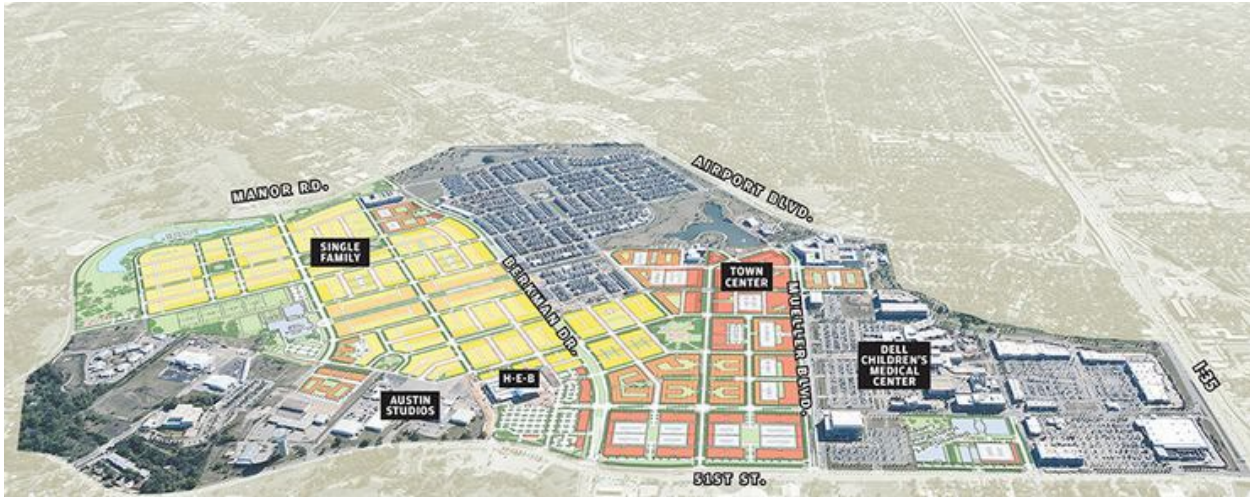 MANOR RD.
AIRPORT BLVD.
SINGLE
FAMILY
BERKMAN DR.
TOWN
CENTER
MUELLER BLVD.
DELL
CHILDREN'S
MEDICAL
CENTER
I-35
H-E-B
AUSTIN
STUDIOS
51ST ST.